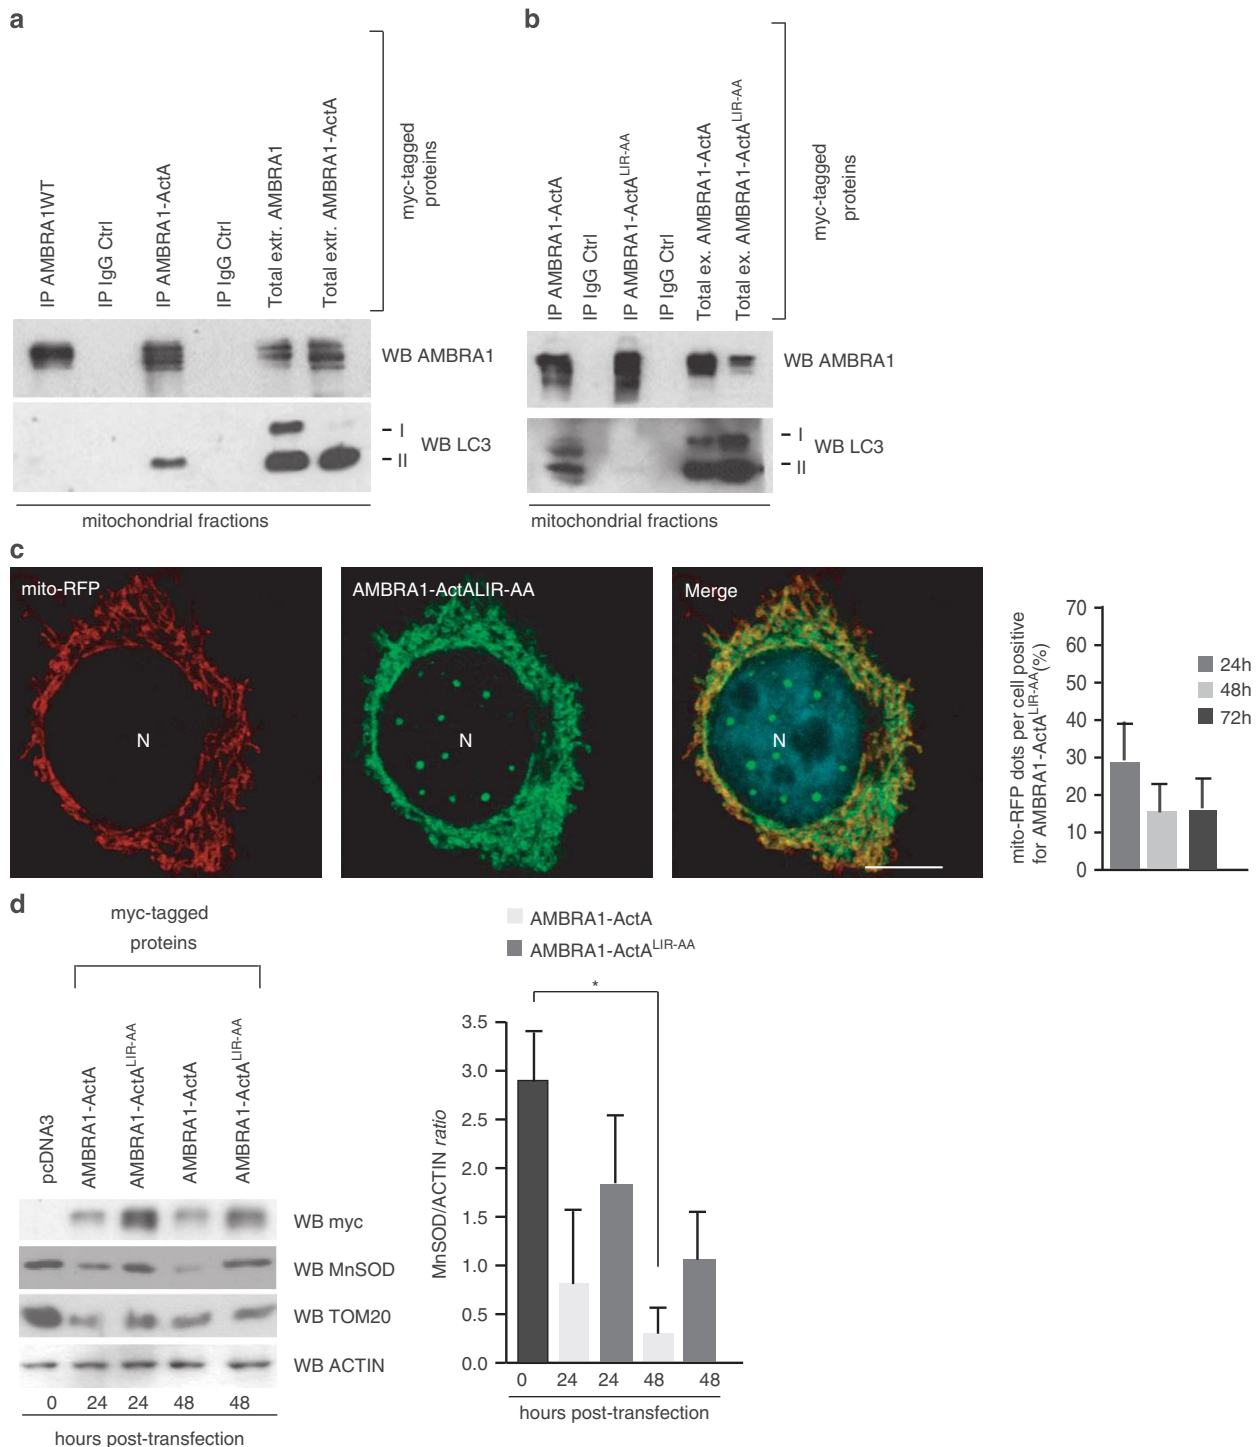 a
IP AMBRA1WT
IP IgG Ctrl
IP AMBRA1-ActA
IP IgG Ctrl
Total extr. AMBRA1
Total extr. AMBRA1-ActA
myc-tagged
proteins
WB AMBRA1
I
WB LC3
II
mitochondrial fractions
b
IP AMBRA1-ActA
IP IgG Ctrl
IP AMBRA1-ActA^LIR-AA
IP IgG Ctrl
Total ex. AMBRA1-ActA
Total ex. AMBRA1-ActA^LIR-AA
myc-tagged
proteins
WB AMBRA1
I
WB LC3
II
mitochondrial fractions
c
mito-RFP
N
AMBRA1-ActALIR-AA
N
Merge
N
mito-RFP dots per cell positive
for AMBRA1-ActA^LIR-AA(%)
70
60
50
40
30
20
10
0
24h
48h
72h
d
myc-tagged
proteins
pcDNA3
AMBRA1-ActA
AMBRA1-ActA^LIR-AA
AMBRA1-ActA
AMBRA1-ActA^LIR-AA
WB myc
WB MnSOD
WB TOM20
WB ACTIN
0 24 24 48 48
hours post-transfection
AMBRA1-ActA
AMBRA1-ActA^LIR-AA
*
MnSOD/ACTIN ratio
3.5
3.0
2.5
2.0
1.5
1.0
0.5
0.0
0 24 24 48 48
hours post-transfection